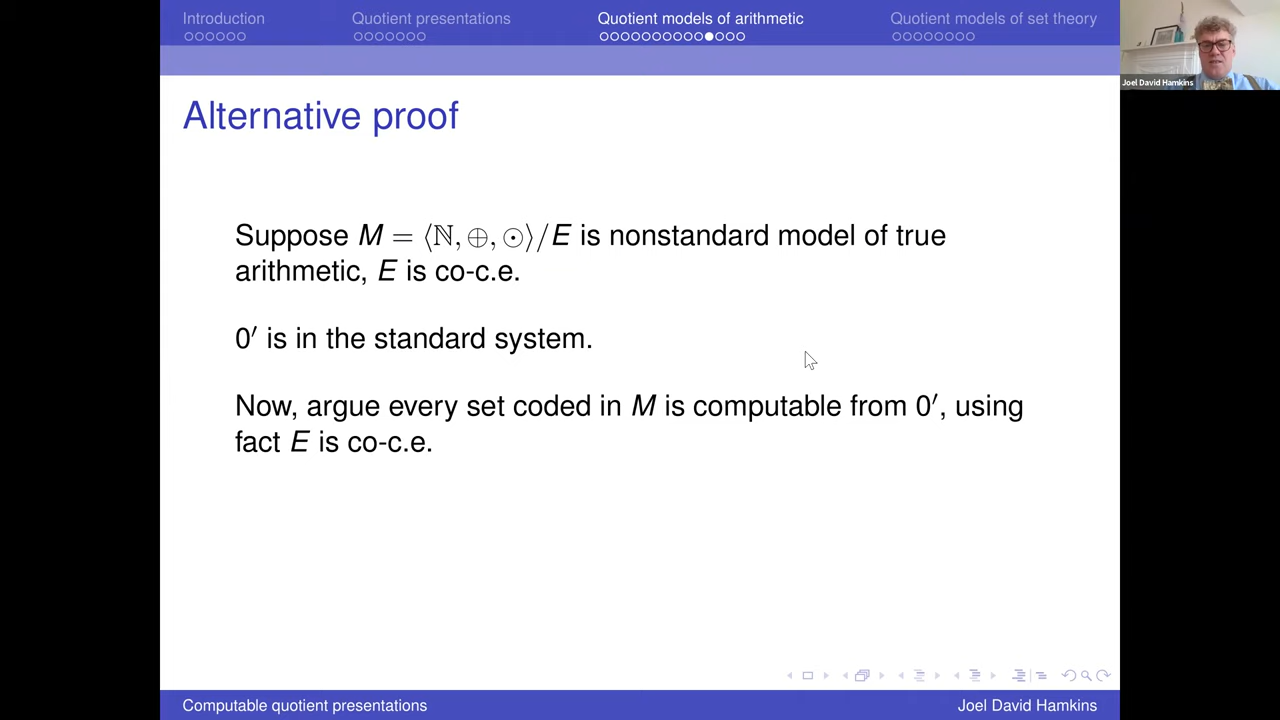 Introduction Quotient presentations Quotient models of arithmetic Quotient models of set theory
Joel David Hamkins
Alternative proof
Suppose M = ⟨ℕ, ⊕, ⊙⟩/E is nonstandard model of true
arithmetic, E is co-c.e.
0′ is in the standard system.
Now, argue every set coded in M is computable from 0′, using
fact E is co-c.e.
Computable quotient presentations Joel David Hamkins